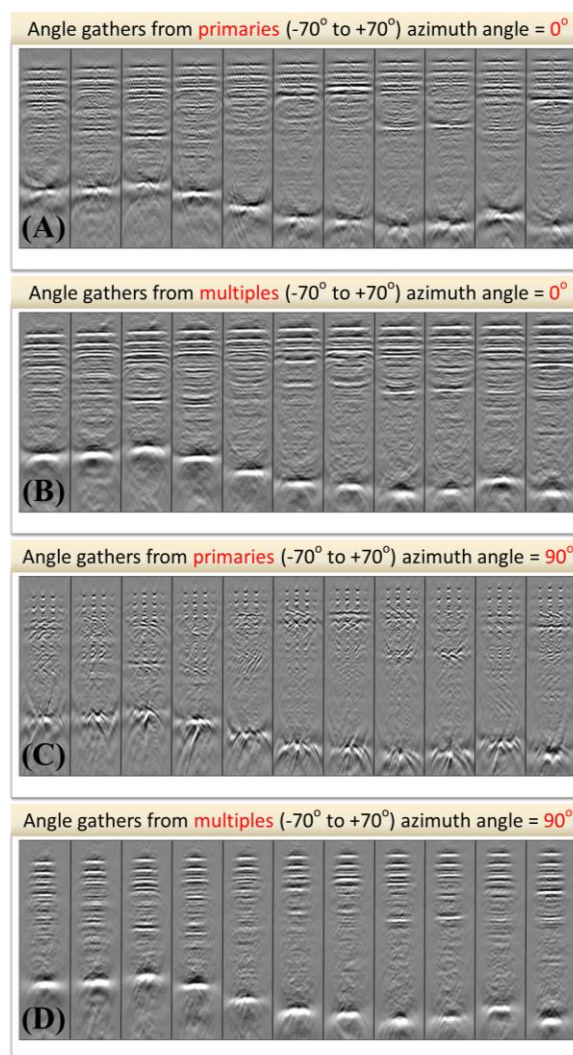 Angle gathers from primaries (-70° to +70°) azimuth angle = 0°
(A)
Angle gathers from multiples (-70° to +70°) azimuth angle = 0°
(B)
Angle gathers from primaries (-70° to +70°) azimuth angle = 90°
(C)
Angle gathers from multiples (-70° to +70°) azimuth angle = 90°
(D)